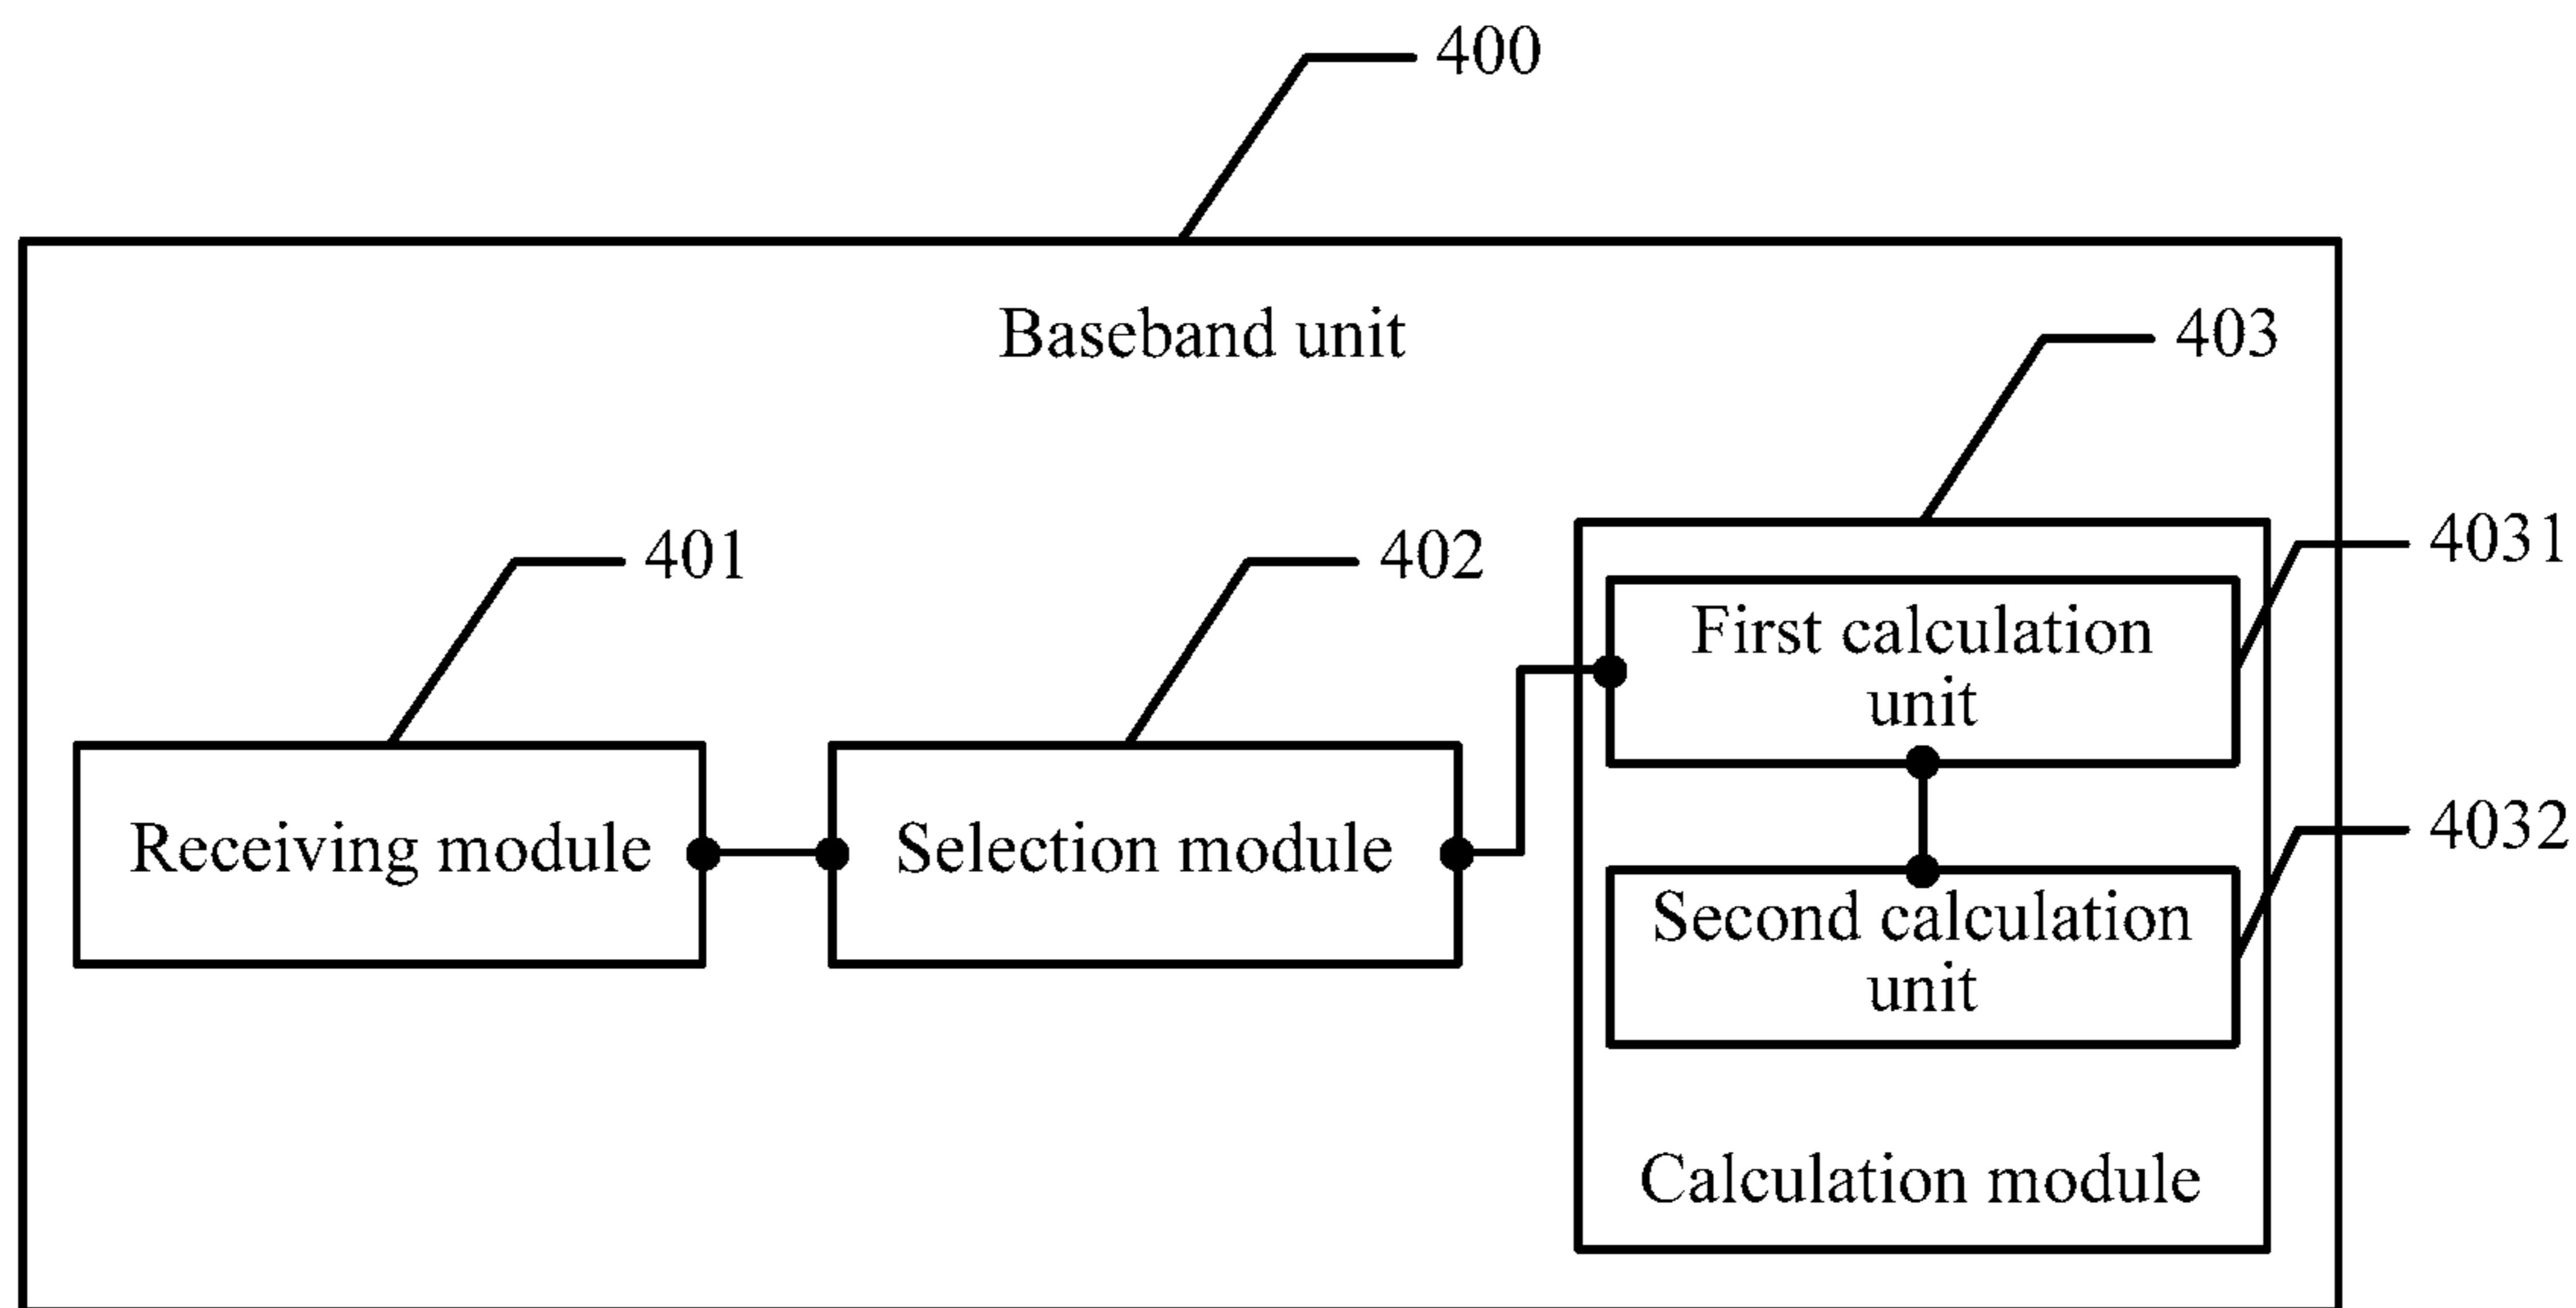 400
Baseband unit
403
401
402
4031
First calculation
unit
4032
Receiving module
Selection module
Second calculation
unit
Calculation module